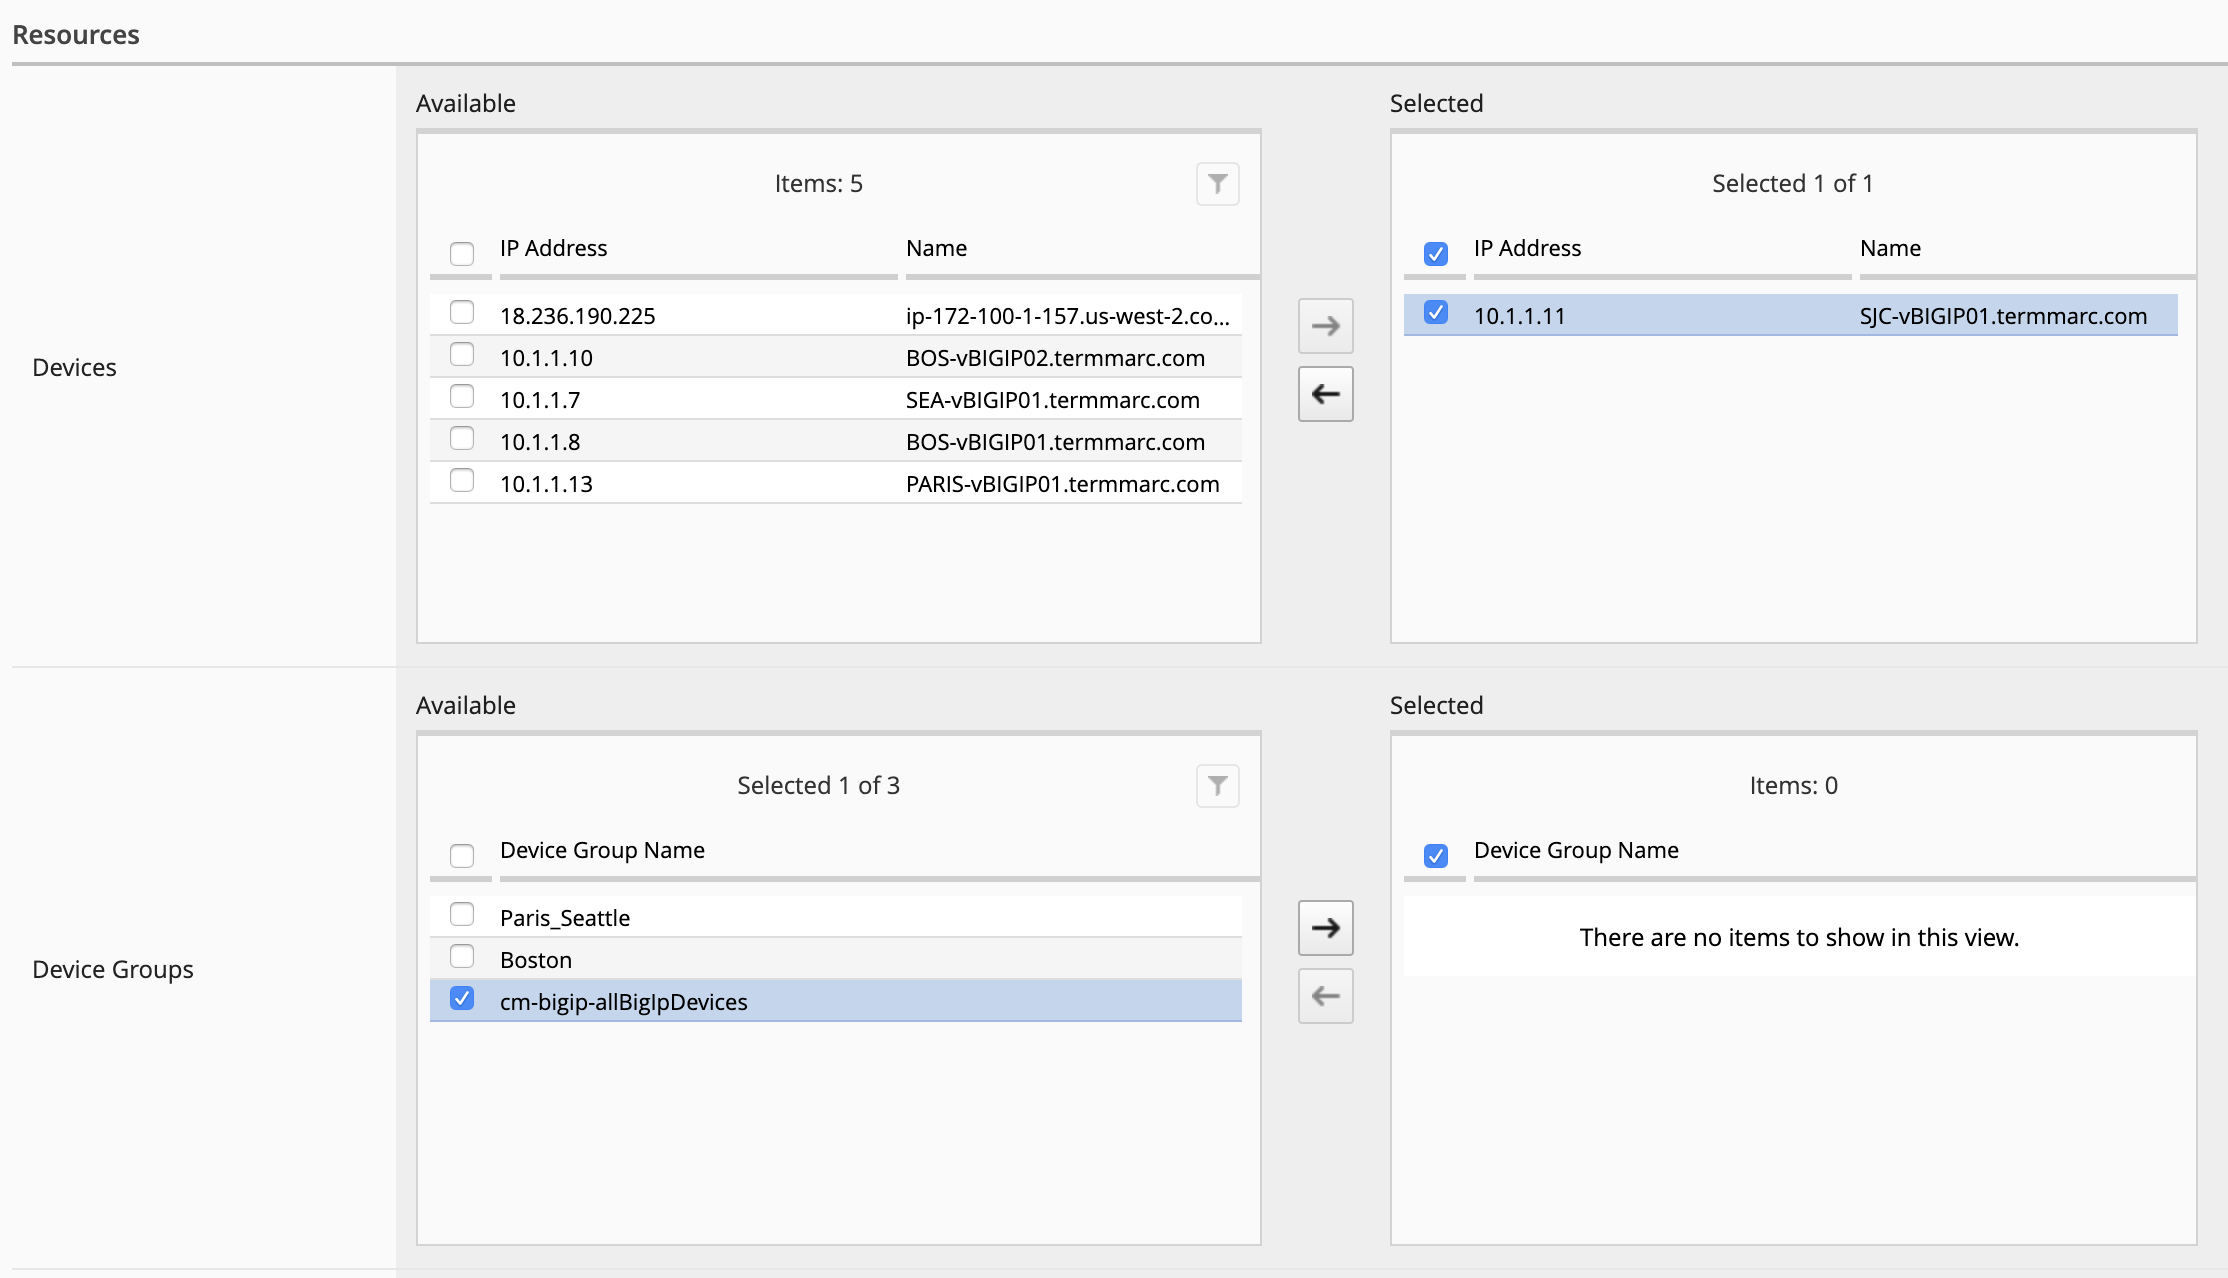 Resources
Devices
Available
Items: 5
IP Address Name
18.236.190.225 ip-172-100-1-157.us-west-2.co...
10.1.1.10 BOS-vBIGIP02.termmarc.com
10.1.1.7 SEA-vBIGIP01.termmarc.com
10.1.1.8 BOS-vBIGIP01.termmarc.com
10.1.1.13 PARIS-vBIGIP01.termmarc.com
Selected
Selected 1 of 1
IP Address Name
10.1.1.11 SJC-vBIGIP01.termmarc.com
Device Groups
Available
Selected 1 of 3
Device Group Name
Paris_Seattle
Boston
cm-bigip-allBigIpDevices
Selected
Items: 0
Device Group Name
There are no items to show in this view.